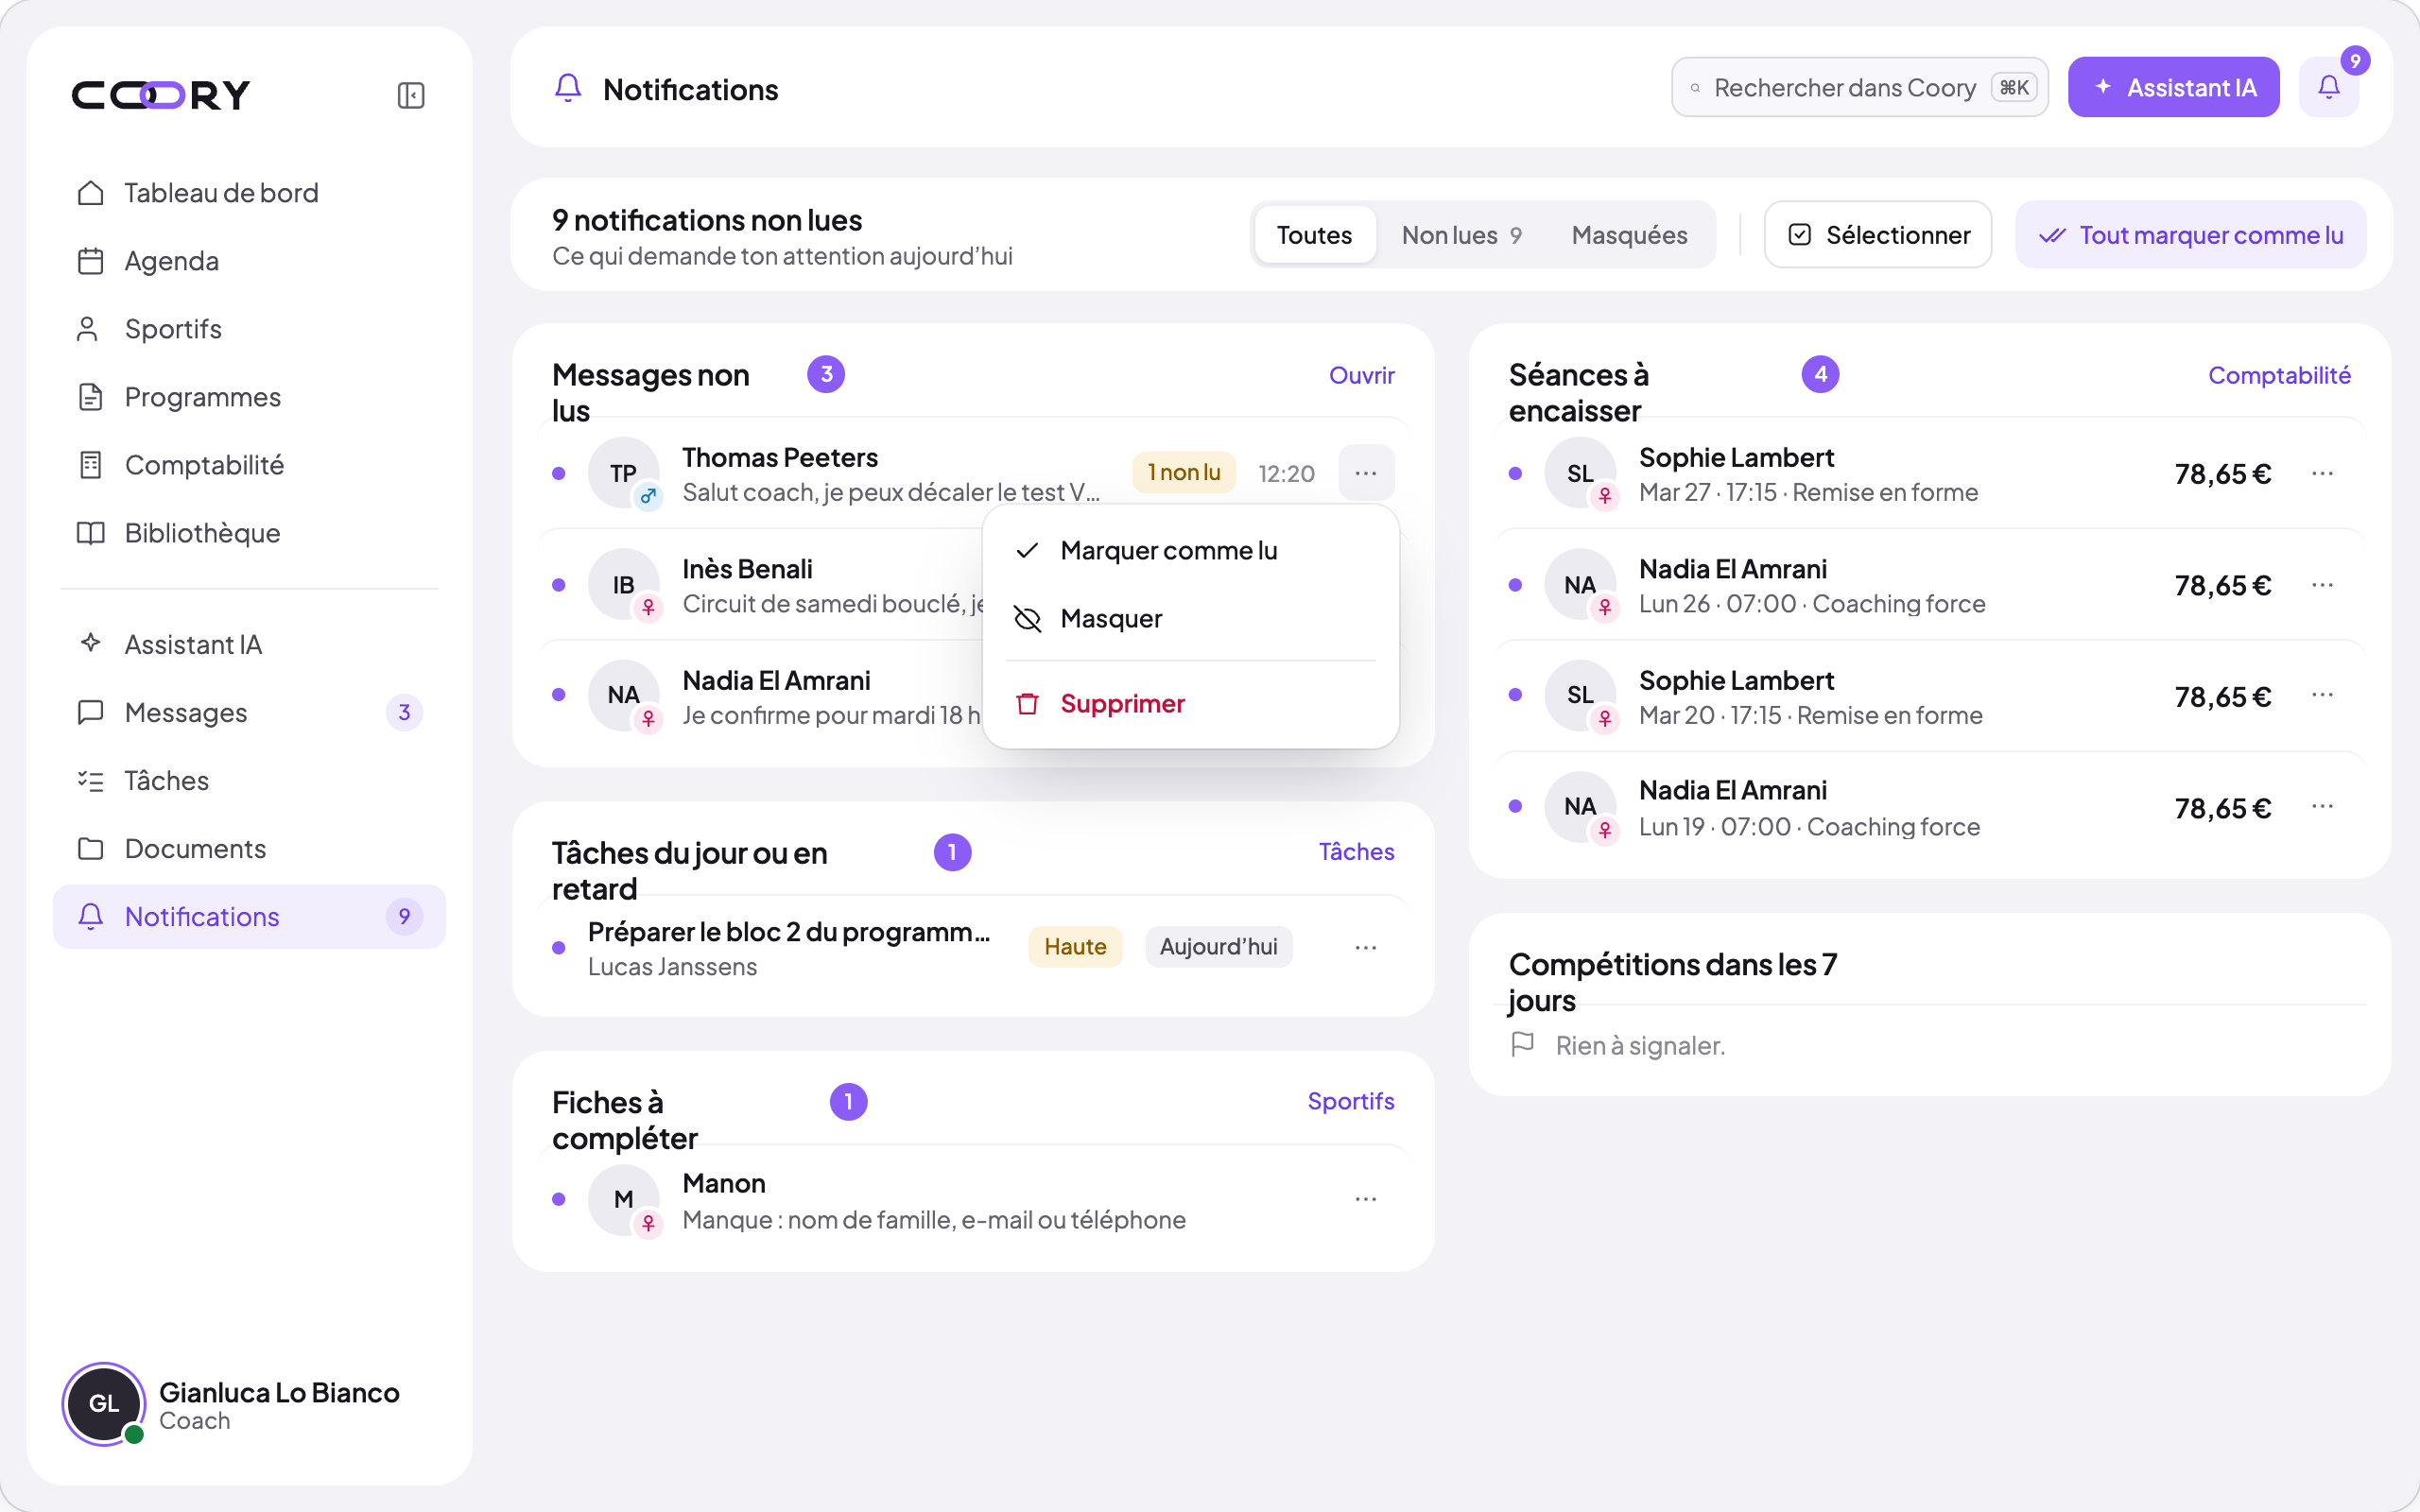 COORY
Tableau de bord
Agenda
Sportifs
Programmes
Comptabilité
Bibliothèque
Assistant IA
Messages 3
Tâches
Documents
Notifications 9
GL
Gianluca Lo Bianco
Coach
Notifications
Rechercher dans Coory ⌘K
Assistant IA
9
9 notifications non lues
Ce qui demande ton attention aujourd’hui
Toutes
Non lues 9
Masquées
Sélectionner
Tout marquer comme lu
Messages non
lus
3
Ouvrir
TP
Thomas Peeters
Salut coach, je peux décaler le test V…
1 non lu
12:20
IB
Inès Benali
Circuit de samedi bouclé, je
NA
Nadia El Amrani
Je confirme pour mardi 18 h
Marquer comme lu
Masquer
Supprimer
Tâches du jour ou en
retard
1
Tâches
Préparer le bloc 2 du programm…
Lucas Janssens
Haute
Aujourd’hui
Fiches à
compléter
1
Sportifs
M
Manon
Manque : nom de famille, e-mail ou téléphone
Séances à
encaisser
4
Comptabilité
SL
Sophie Lambert
Mar 27 · 17:15 · Remise en forme
78,65 €
NA
Nadia El Amrani
Lun 26 · 07:00 · Coaching force
78,65 €
SL
Sophie Lambert
Mar 20 · 17:15 · Remise en forme
78,65 €
NA
Nadia El Amrani
Lun 19 · 07:00 · Coaching force
78,65 €
Compétitions dans les 7
jours
Rien à signaler.